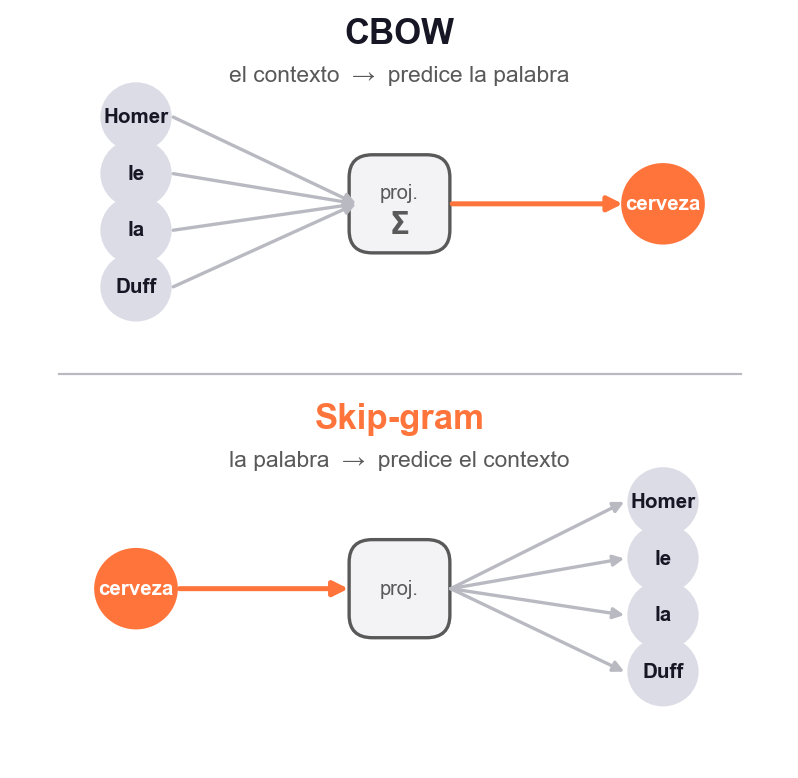 CBOW
el contexto → predice la palabra
Homer
le
la
Duff
proj.
Σ
cerveza
Skip-gram
la palabra → predice el contexto
cerveza
proj.
Homer
le
la
Duff